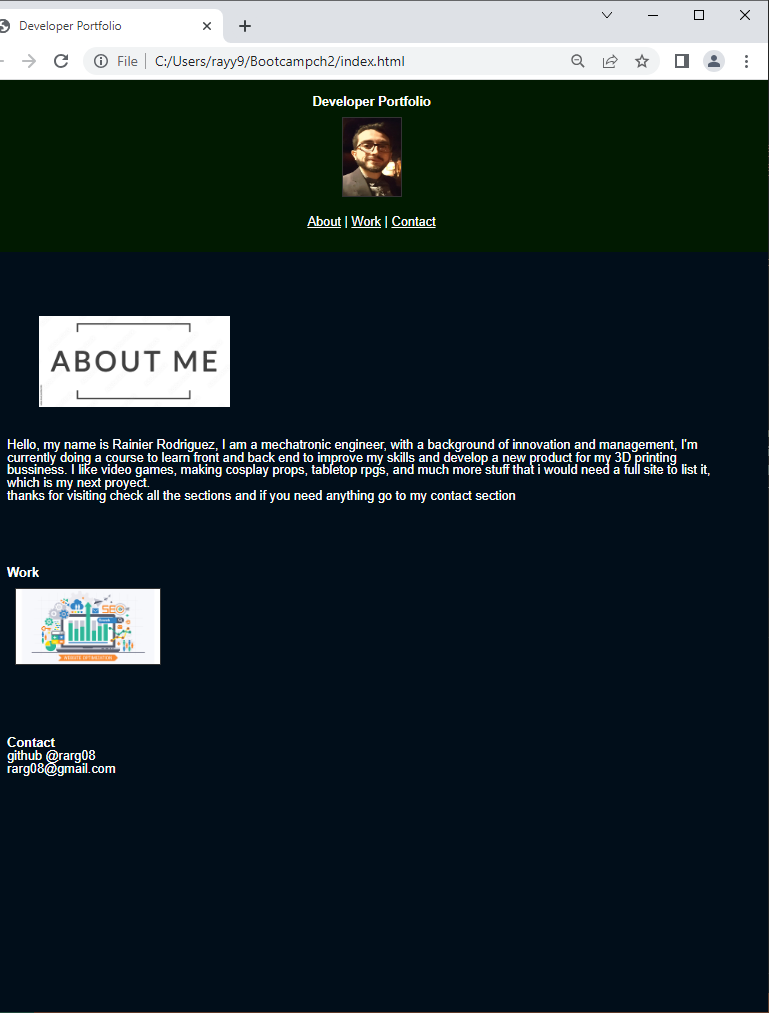 Developer Portfolio
File
C:/Users/rayy9/Bootcampch2/index.html
Developer Portfolio
About | Work | Contact
ABOUT ME
Hello, my name is Rainier Rodriguez, I am a mechatronic engineer, with a background of innovation and management, I'm
currently doing a course to learn front and back end to improve my skills and develop a new product for my 3D printing
bussiness. I like video games, making cosplay props, tabletop rpgs, and much more stuff that i would need a full site to list it,
which is my next proyect.
thanks for visiting check all the sections and if you need anything go to my contact section
Work
SEO
WEBSITE OPTIMIZATION
Contact
github @rarg08
rarg08@gmail.com